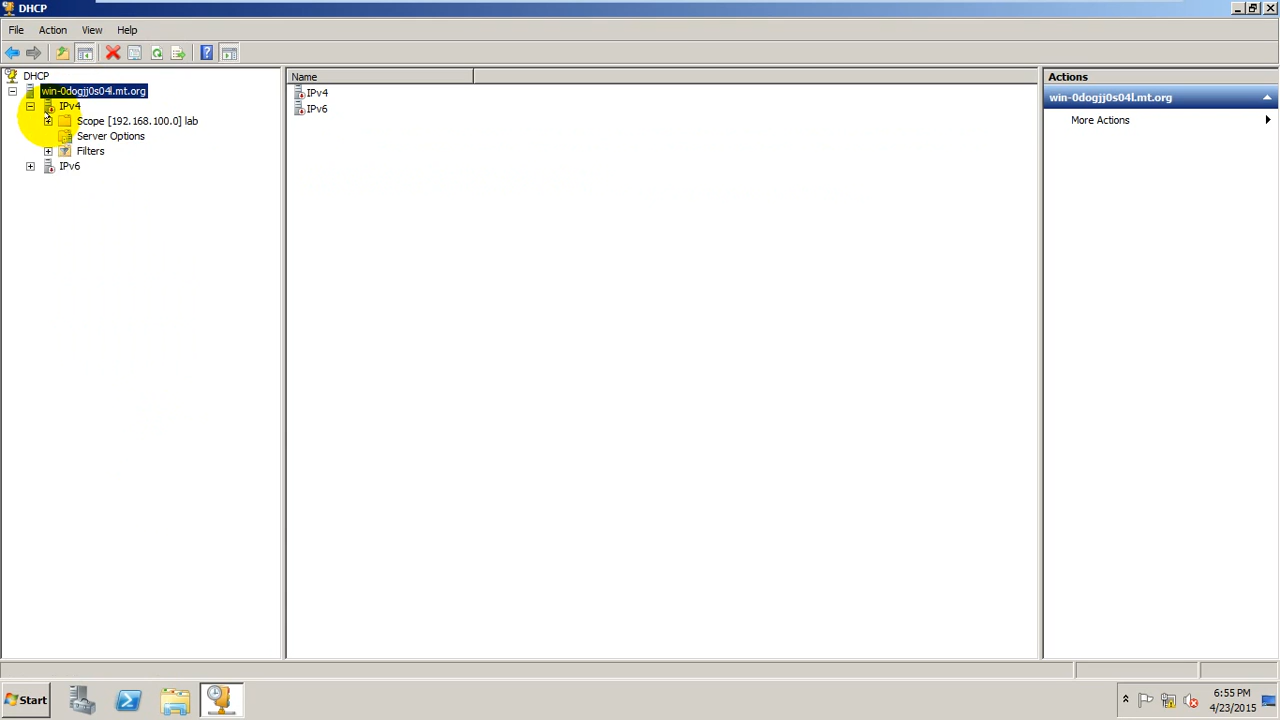 DHCP
File Action View Help
DHCP
win-0dogjj0s04l.mt.org
IPv4
Scope [192.168.100.0] lab
Server Options
Filters
IPv6
Name
IPv4
IPv6
Actions
win-0dogjj0s04l.mt.org
More Actions
Start
6:55 PM
4/23/2015